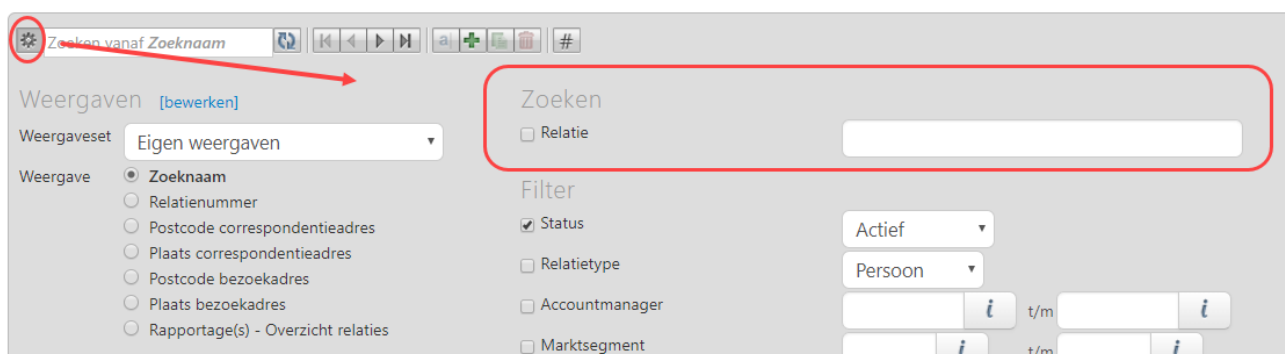 Zoeken vanaf Zoeknaam
a
#
Weergaven [bewerken]
Weergaveset Eigen weergaven
Weergave Zoeknaam
Relatienummer
Postcode correspondentieadres
Plaats correspondentieadres
Postcode bezoekadres
Plaats bezoekadres
Rapportage(s) - Overzicht relaties
Zoeken
Relatie
Filter
Status Actief
Relatietype Persoon
Accountmanager i t/m i
Marktsegment i t/m i